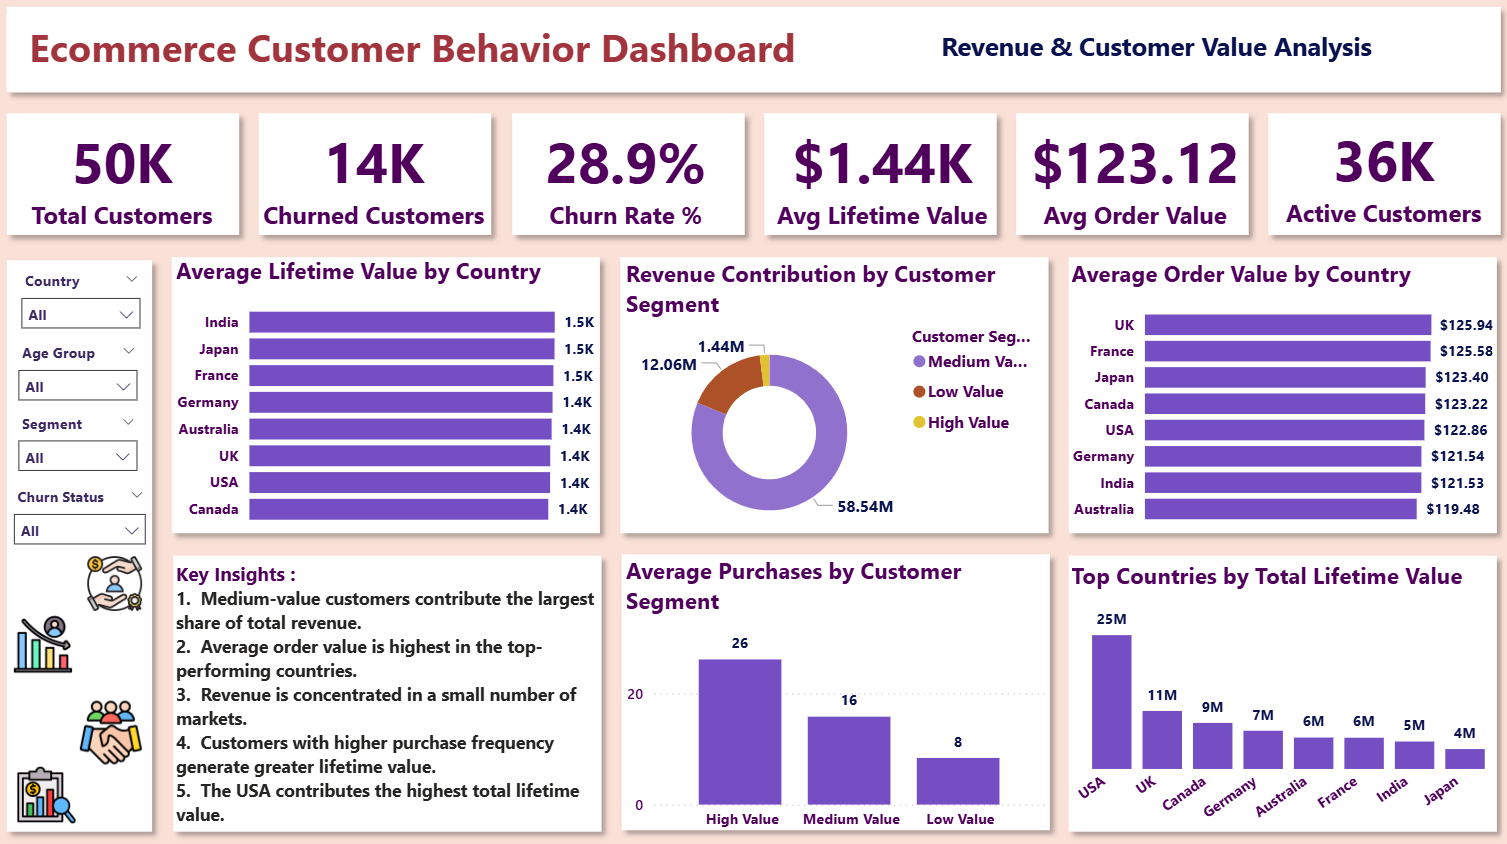 Ecommerce Customer Behavior Dashboard
Revenue & Customer Value Analysis
50K
Total Customers
14K
Churned Customers
28.9%
Churn Rate %
$1.44K
Avg Lifetime Value
$123.12
Avg Order Value
36K
Active Customers
Country
All
Age Group
All
Segment
All
Churn Status
All
Average Lifetime Value by Country
India 1.5K
Japan 1.5K
France 1.5K
Germany 1.4K
Australia 1.4K
UK 1.4K
USA 1.4K
Canada 1.4K
Revenue Contribution by Customer
Segment
1.44M
12.06M
58.54M
Customer Seg...
Medium Va...
Low Value
High Value
Average Order Value by Country
UK $125.94
France $125.58
Japan $123.40
Canada $123.22
USA $122.86
Germany $121.54
India $121.53
Australia $119.48
Key Insights :
1. Medium-value customers contribute the largest
share of total revenue.
2. Average order value is highest in the top-
performing countries.
3. Revenue is concentrated in a small number of
markets.
4. Customers with higher purchase frequency
generate greater lifetime value.
5. The USA contributes the highest total lifetime
value.
Average Purchases by Customer
Segment
26
20
16
8
0
High Value Medium Value Low Value
Top Countries by Total Lifetime Value
25M
11M
9M
7M
6M
6M
5M
4M
USA
UK
Canada
Germany
Australia
France
India
Japan